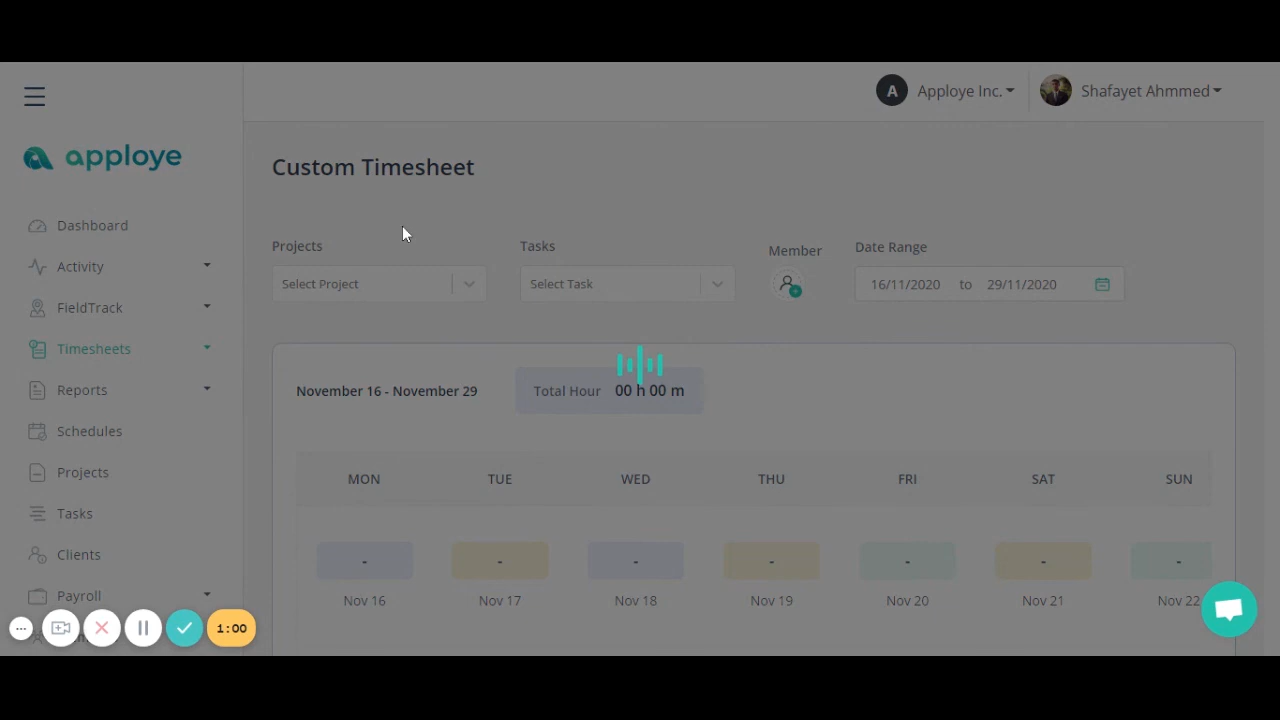 A Apploye Inc. Shafayet Ahmmed
apploye
Custom Timesheet
Dashboard
Activity
FieldTrack
Timesheets
Reports
Schedules
Projects
Tasks
Clients
Payroll
1:00
Projects Tasks Member Date Range
Select Project Select Task 16/11/2020 to 29/11/2020
November 16 - November 29 Total Hour 00 h 00 m
MON TUE WED THU FRI SAT SUN
- - - - - - -
Nov 16 Nov 17 Nov 18 Nov 19 Nov 20 Nov 21 Nov 22